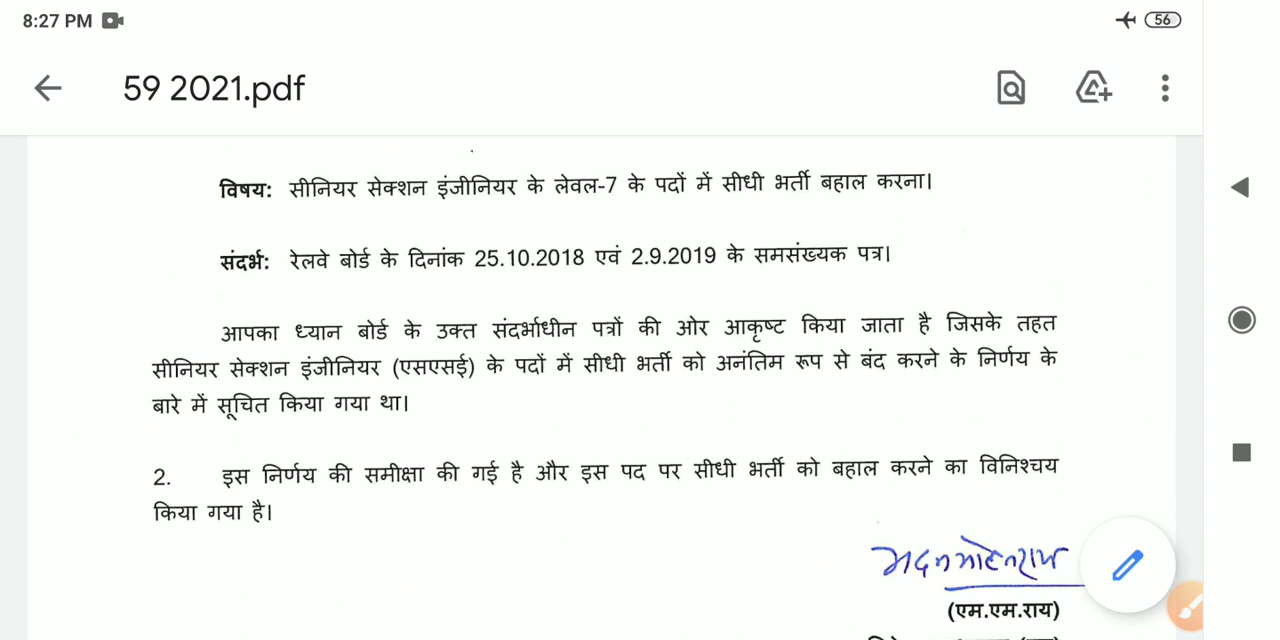 8:27 PM
56
59 2021.pdf
विषय: सीनियर सेक्शन इंजीनियर के लेवल-7 के पदों में सीधी भर्ती बहाल करना।
संदर्भ: रेलवे बोर्ड के दिनांक 25.10.2018 एवं 2.9.2019 के समसंख्यक पत्र।
आपका ध्यान बोर्ड के उक्त संदर्भाधीन पत्रों की ओर आकृष्ट किया जाता है जिसके तहत
सीनियर सेक्शन इंजीनियर (एसएसई) के पदों में सीधी भर्ती को अनंतिम रूप से बंद करने के निर्णय के
बारे में सूचित किया गया था।
2. इस निर्णय की समीक्षा की गई है और इस पद पर सीधी भर्ती को बहाल करने का विनिश्चय
किया गया है।
मदन मोहन राय
(एम.एम.राय)